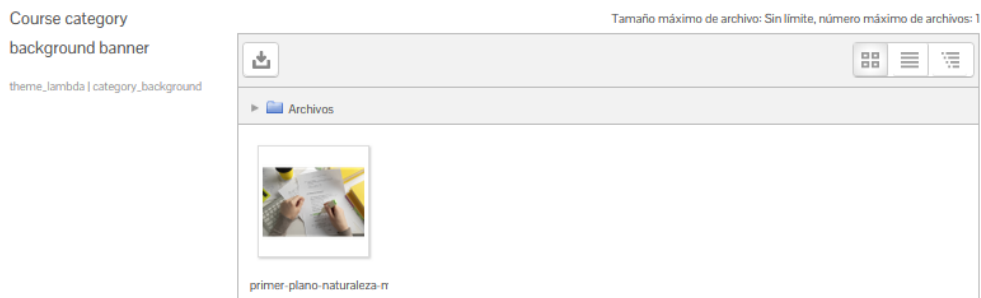 Course category
background banner
theme_lambda | category_background
Tamaño máximo de archivo: Sin límite, número máximo de archivos: 1
Archivos
primer-plano-naturaleza-m